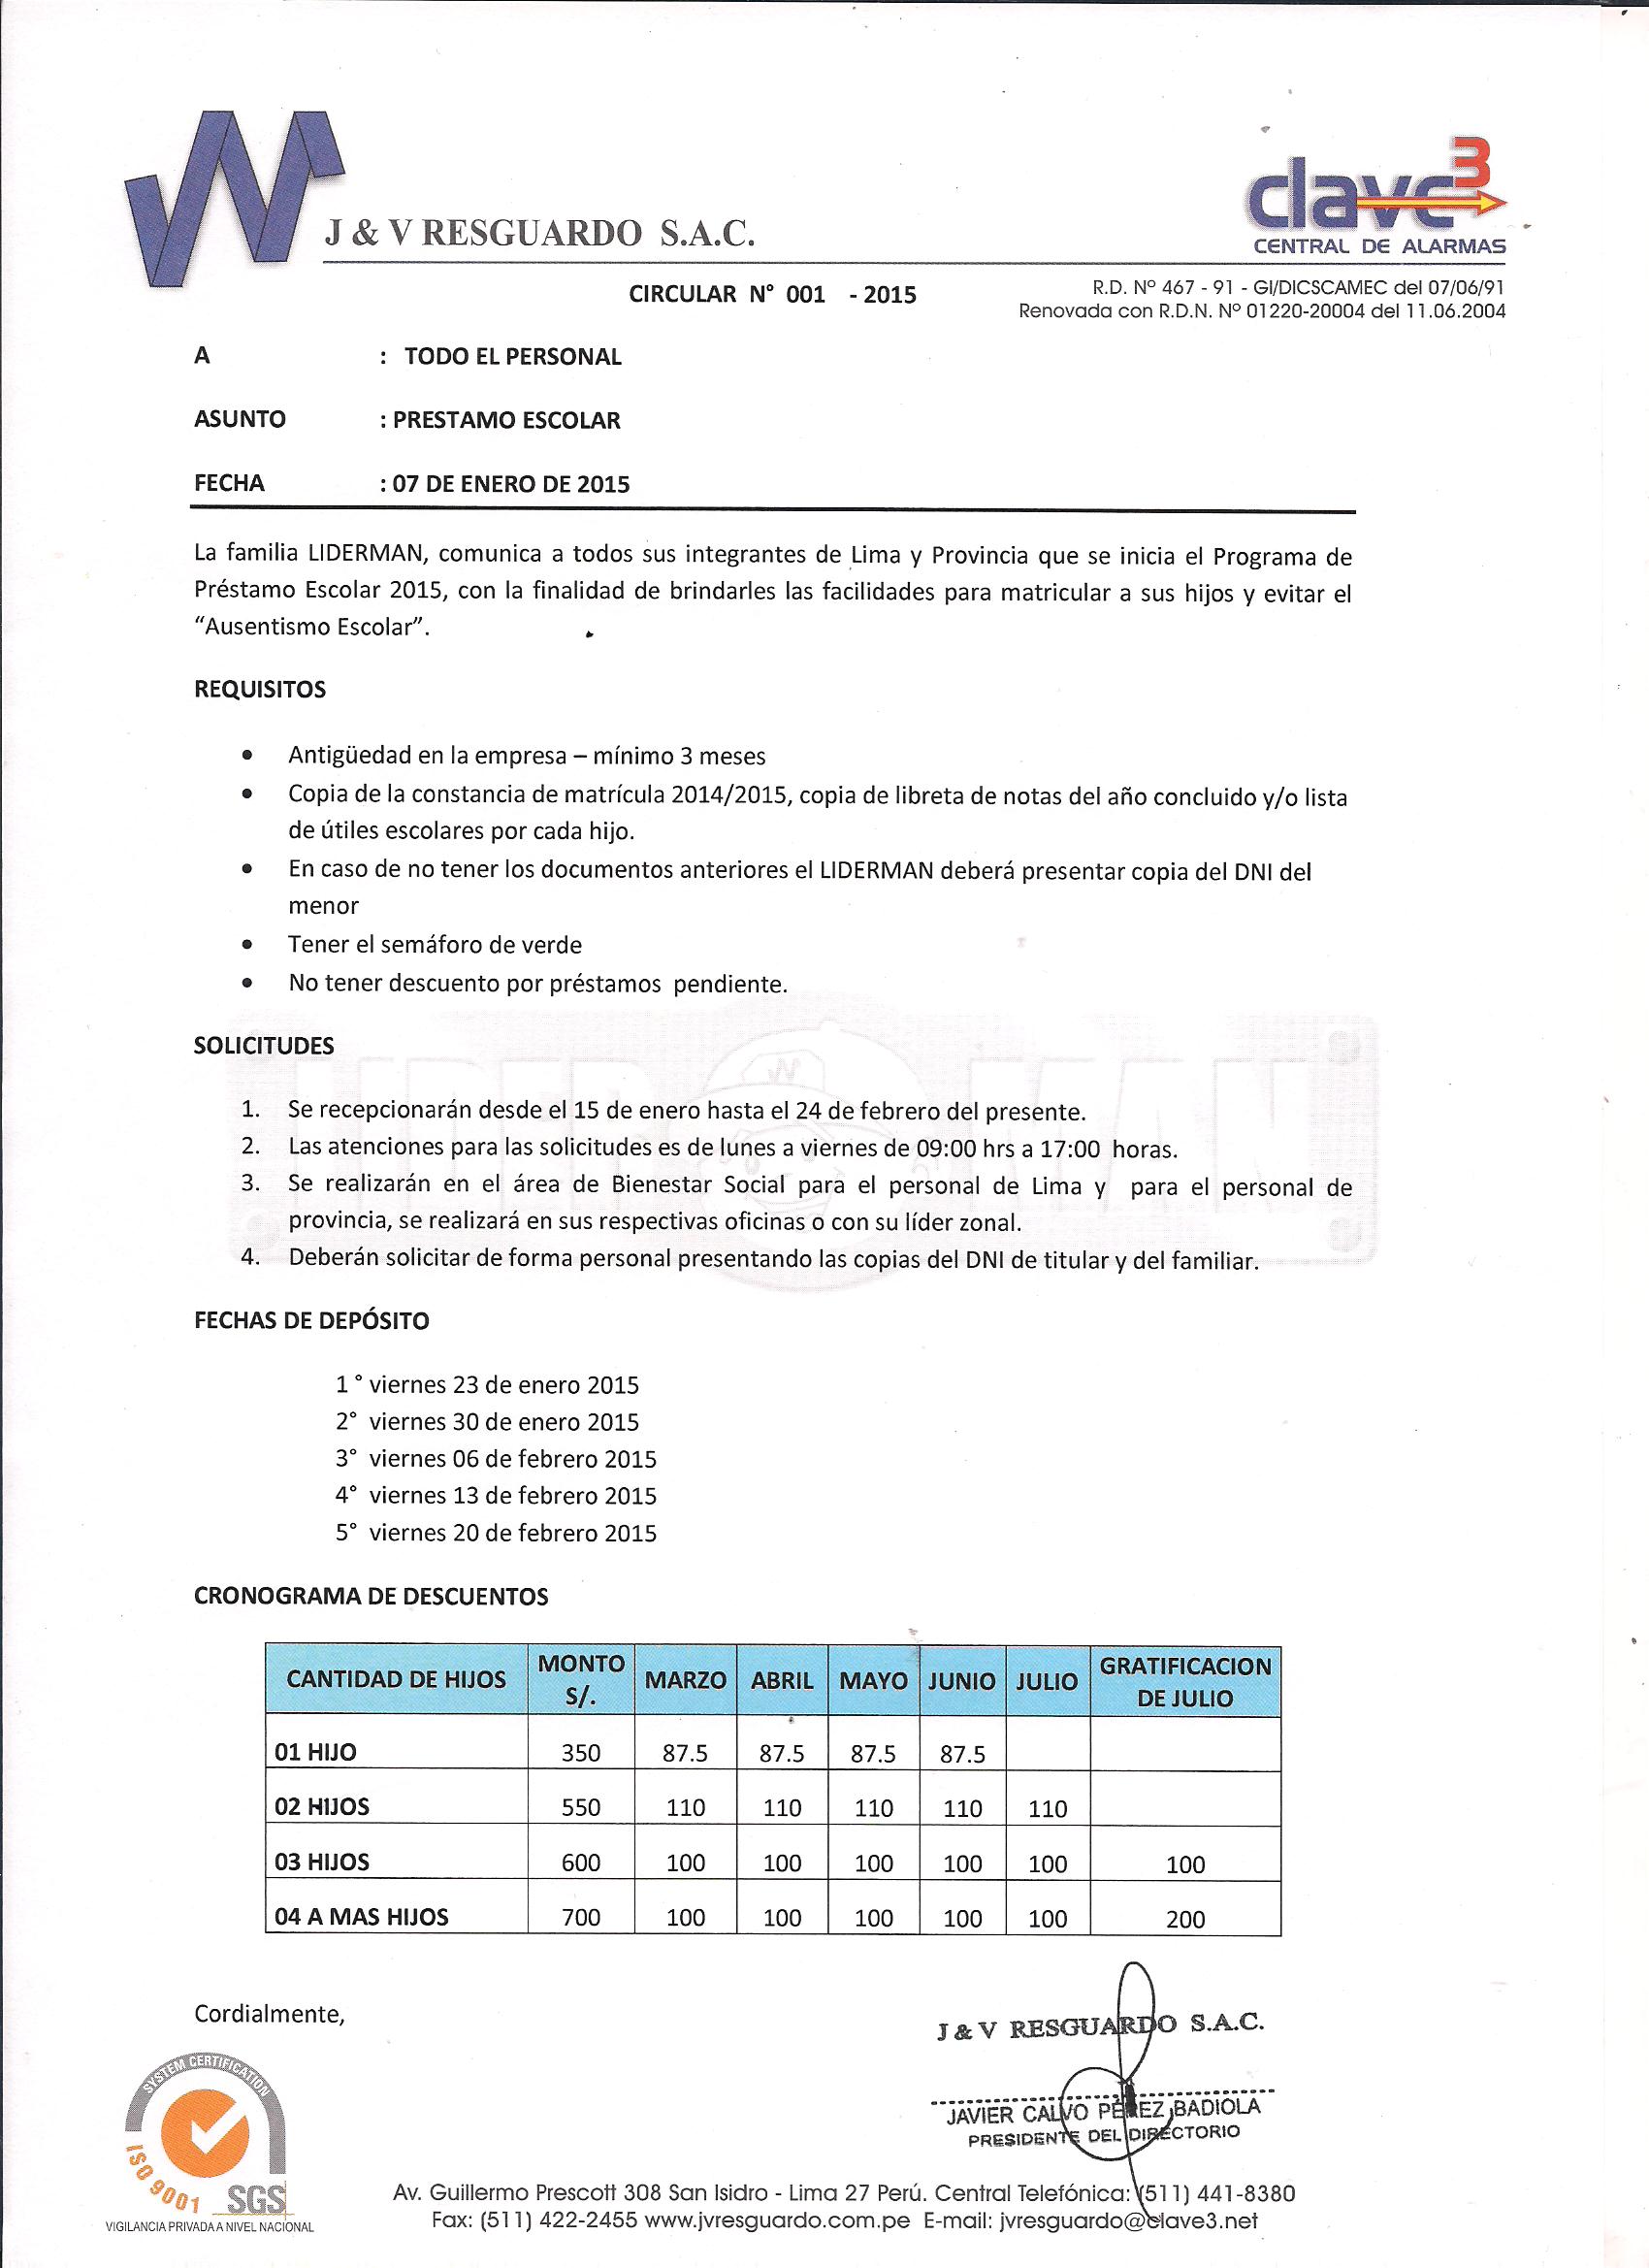 J & V RESGUARDO S.A.C.
clave3
CENTRAL DE ALARMAS
CIRCULAR N° 001 - 2015
R.D. Nº 467 - 91 - GI/DICSCAMEC del 07/06/91
Renovada con R.D.N. Nº 01220-20004 del 11.06.2004
A : TODO EL PERSONAL
ASUNTO : PRESTAMO ESCOLAR
FECHA : 07 DE ENERO DE 2015
La familia LIDERMAN, comunica a todos sus integrantes de Lima y Provincia que se inicia el Programa de
Préstamo Escolar 2015, con la finalidad de brindarles las facilidades para matricular a sus hijos y evitar el
“Ausentismo Escolar”.
REQUISITOS
• Antigüedad en la empresa – mínimo 3 meses
• Copia de la constancia de matrícula 2014/2015, copia de libreta de notas del año concluido y/o lista
de útiles escolares por cada hijo.
• En caso de no tener los documentos anteriores el LIDERMAN deberá presentar copia del DNI del
menor
• Tener el semáforo de verde
• No tener descuento por préstamos pendiente.
LIDERMAN
SOLICITUDES
1. Se recepcionarán desde el 15 de enero hasta el 24 de febrero del presente.
2. Las atenciones para las solicitudes es de lunes a viernes de 09:00 hrs a 17:00 horas.
3. Se realizarán en el área de Bienestar Social para el personal de Lima y para el personal de
provincia, se realizará en sus respectivas oficinas o con su líder zonal.
4. Deberán solicitar de forma personal presentando las copias del DNI de titular y del familiar.
FECHAS DE DEPÓSITO
1 ° viernes 23 de enero 2015
2° viernes 30 de enero 2015
3° viernes 06 de febrero 2015
4° viernes 13 de febrero 2015
5° viernes 20 de febrero 2015
CRONOGRAMA DE DESCUENTOS
CANTIDAD DE HIJOS MONTO S/. MARZO ABRIL MAYO JUNIO JULIO GRATIFICACION DE JULIO
01 HIJO 350 87.5 87.5 87.5 87.5
02 HIJOS 550 110 110 110 110 110
03 HIJOS 600 100 100 100 100 100 100
04 A MAS HIJOS 700 100 100 100 100 100 200
Cordialmente,
J & V RESGUARDO S.A.C.
JAVIER CALVO PÉREZ BADIOLA
PRESIDENTE DEL DIRECTORIO
SYSTEM CERTIFICATION
ISO 9001
SGS
VIGILANCIA PRIVADA A NIVEL NACIONAL
Av. Guillermo Prescott 308 San Isidro - Lima 27 Perú. Central Telefónica: (511) 441-8380
Fax: (511) 422-2455 www.jvresguardo.com.pe E-mail: jvresguardo@clave3.net